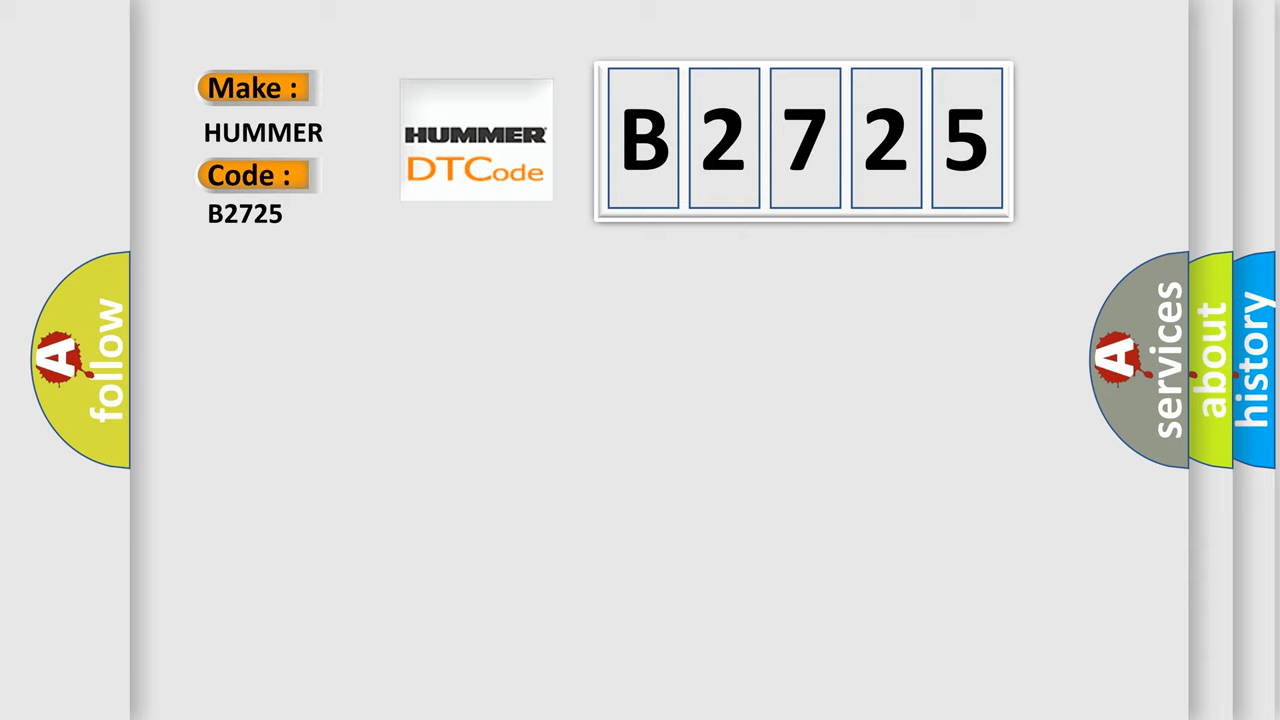 Make :
HUMMER
Code :
B2725
HUMMER
DTCode
B 2 7 2 5
A
follow
A
services
about
history